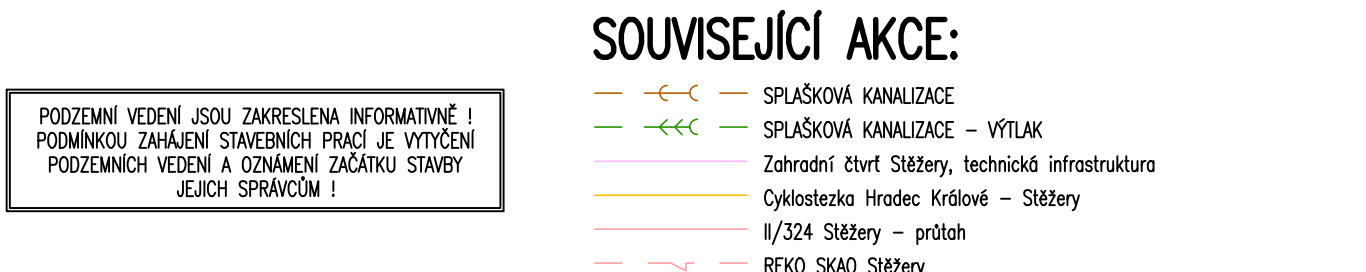 SOUVISEJÍCÍ AKCE:
PODZEMNÍ VEDENÍ JSOU ZAKRESLENA INFORMATIVNĚ !
PODMÍNKOU ZAHÁJENÍ STAVEBNÍCH PRACÍ JE VYTYČENÍ
PODZEMNÍCH VEDENÍ A OZNÁMENÍ ZAČÁTKU STAVBY
JEJICH SPRÁVCŮM !
SPLAŠKOVÁ KANALIZACE
SPLAŠKOVÁ KANALIZACE – VÝTLAK
Zahradní čtvrť Stěžery, technická infrastruktura
Cyklostezka Hradec Králové – Stěžery
II/324 Stěžery – průtah
REKO SKAO Stěžery